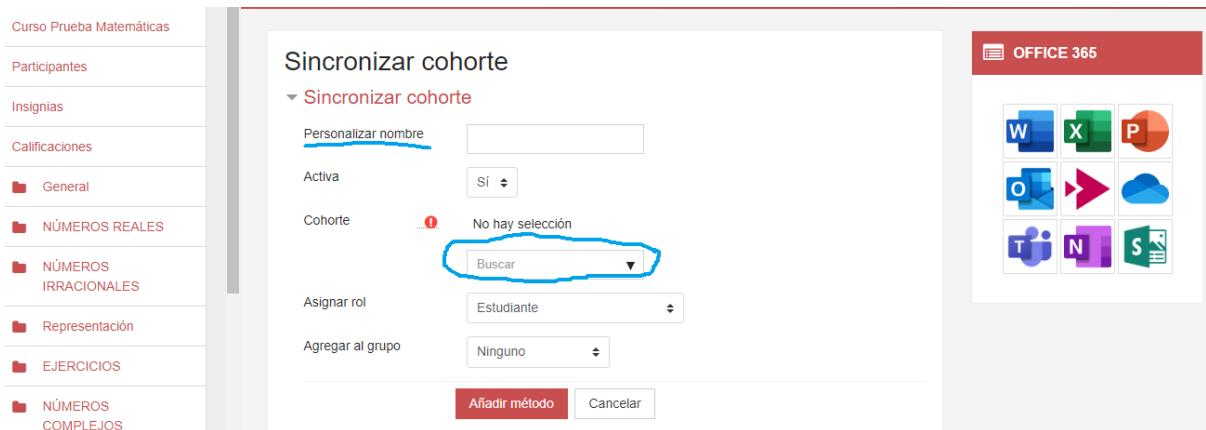 Curso Prueba Matemáticas
Participantes
Insignias
Calificaciones
General
NÚMEROS REALES
NÚMEROS
IRRACIONALES
Representación
EJERCICIOS
NÚMEROS
COMPLEJOS
Sincronizar cohorte
Sincronizar cohorte
Personalizar nombre
Activa
Sí
Cohorte
No hay selección
Buscar
Asignar rol
Estudiante
Agregar al grupo
Ninguno
Añadir método
Cancelar
OFFICE 365
W
X
P
O
T
N
S